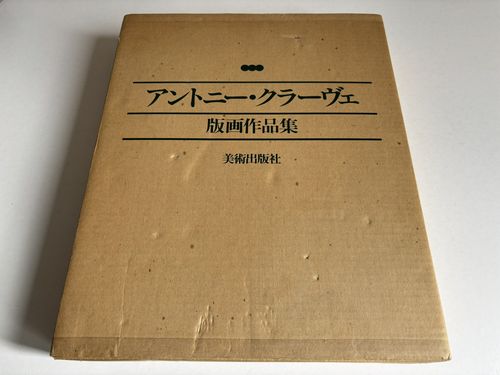 アントニー・クラーヴェ
版画作品集
美術出版社